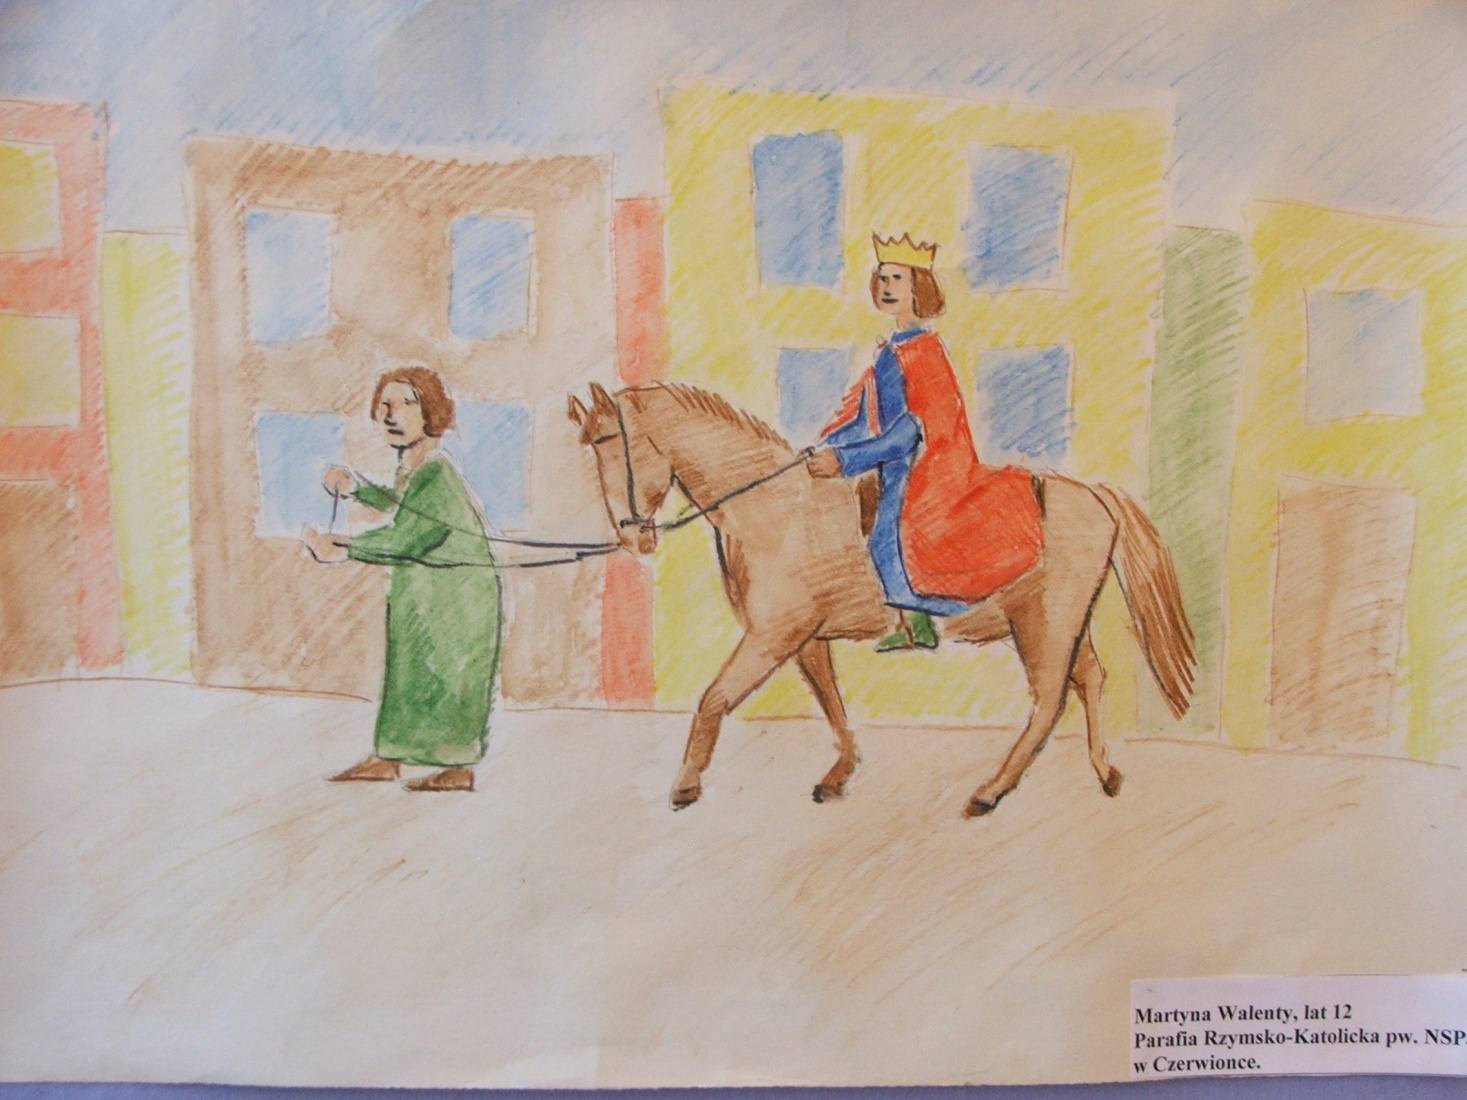 Martyna Walenty, lat 12
Parafia Rzymsko-Katolicka pw. NSP
w Czerwionce.